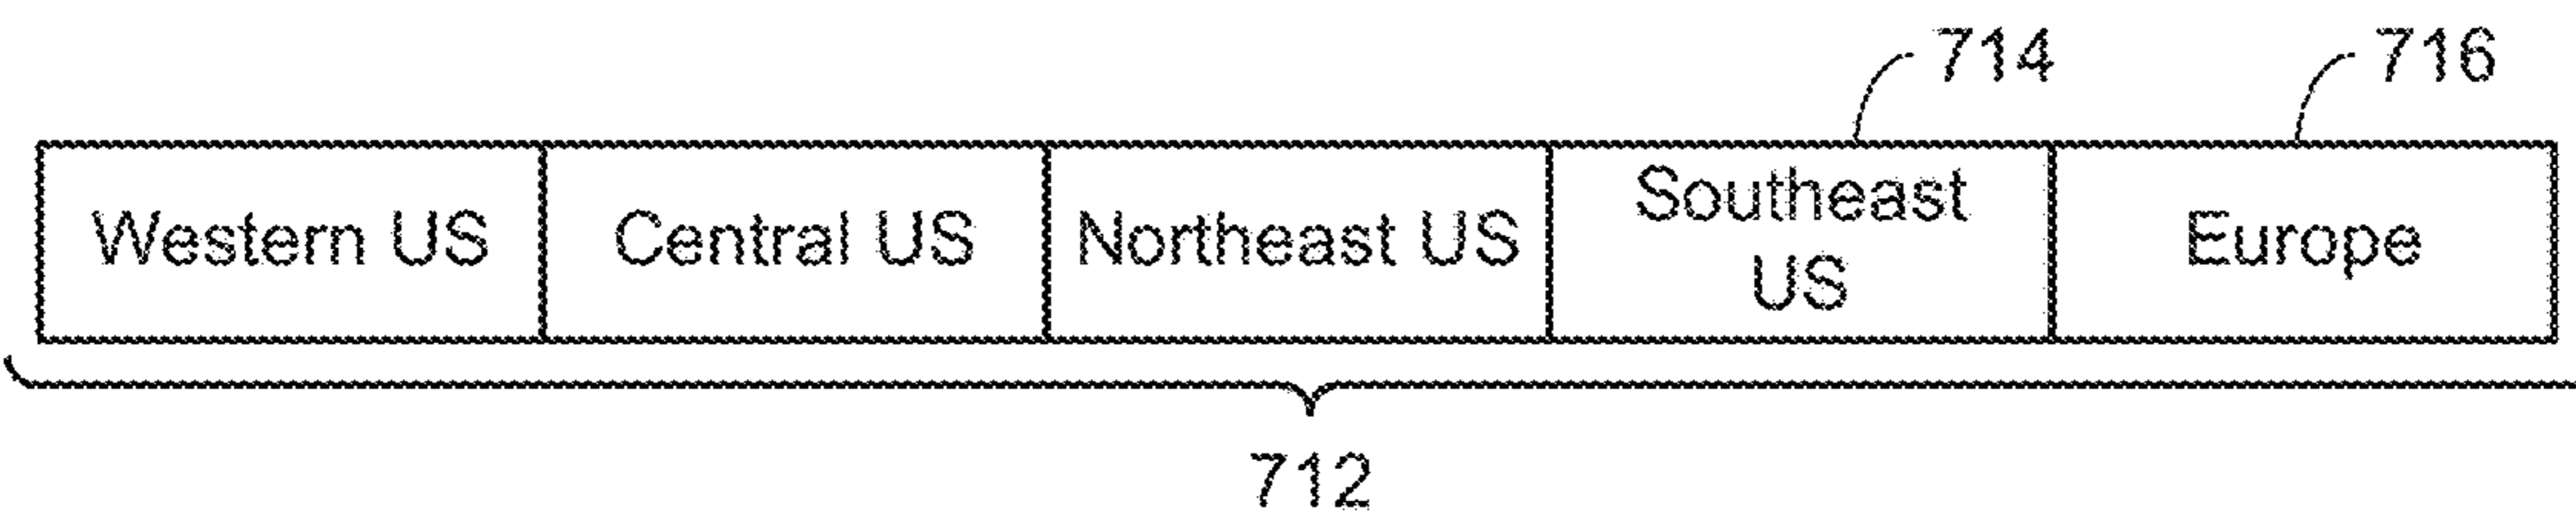 714
716
Western US
Central US
Northeast US
Southeast
US
Europe
712